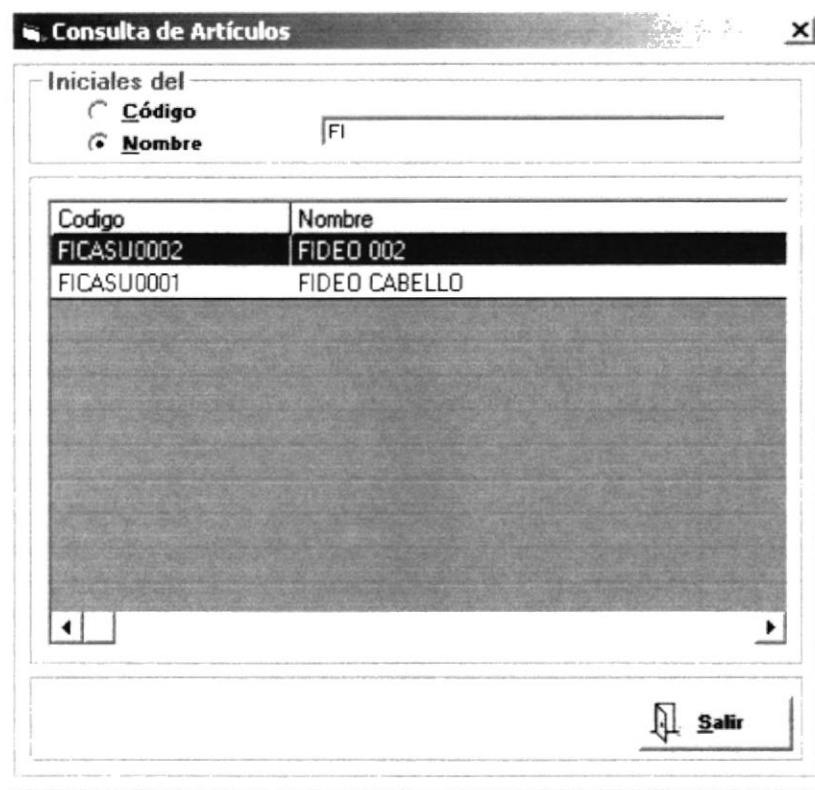 Consulta de Artículos
Iniciales del
Código
Nombre
FI
Codigo Nombre
FICASU0002 FIDEO 002
FICASU0001 FIDEO CABELLO
Salir